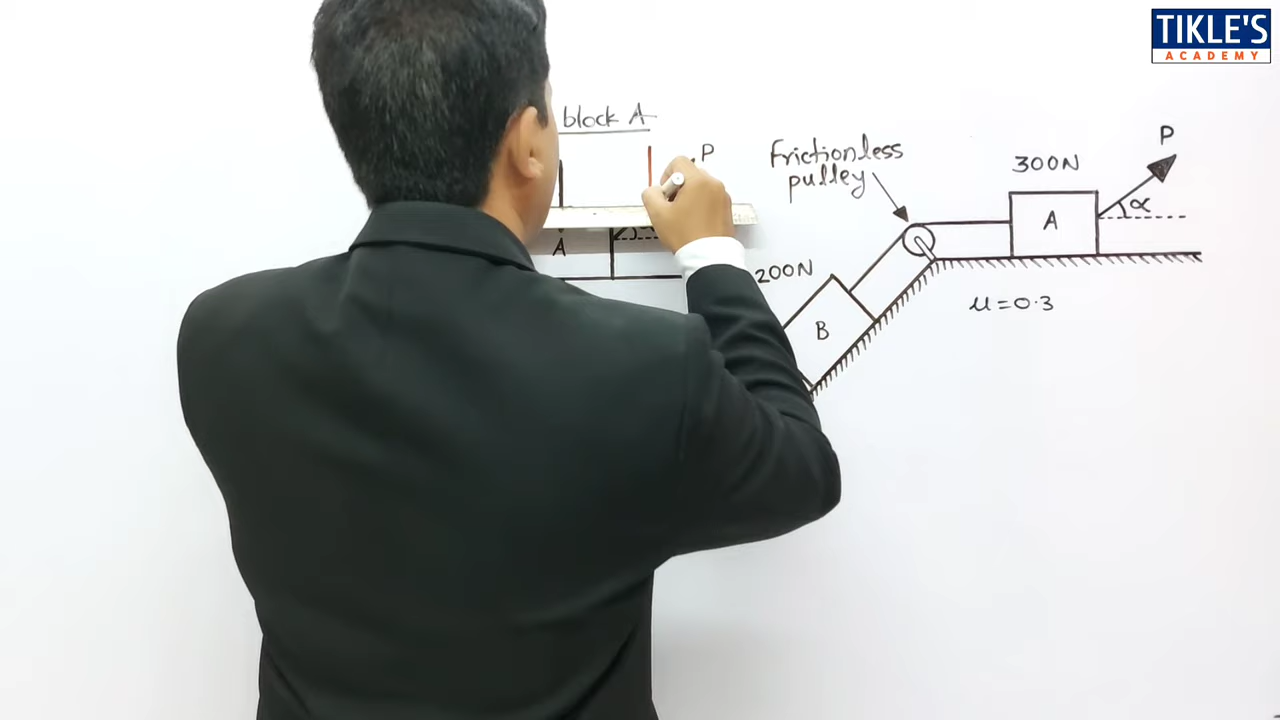 TIKLE'S
ACADEMY
block A
P
A
Frictionless
pulley
300N
P
A
α
200N
B
μ=0.3